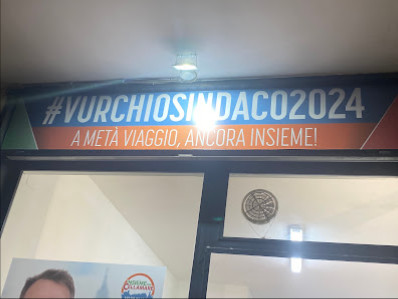 #VURCHIOSINDACO2024
A METÀ VIAGGIO, ANCORA INSIEME!